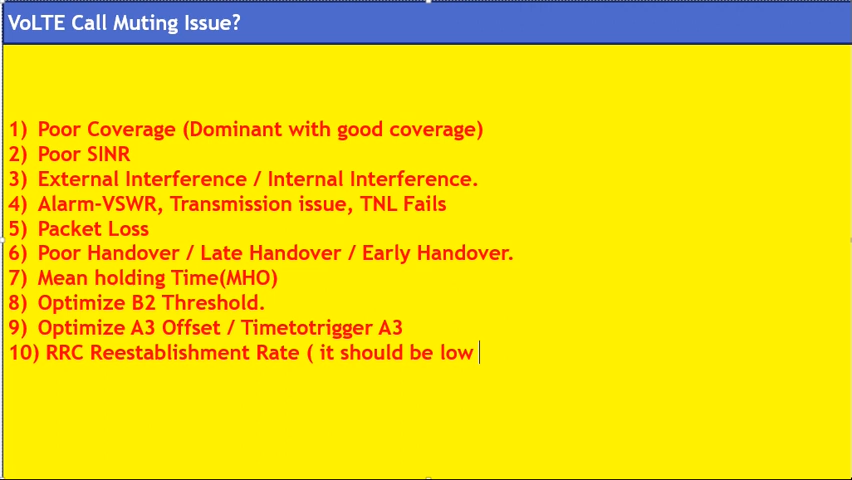 VoLTE Call Muting Issue?
1) Poor Coverage (Dominant with good coverage)
2) Poor SINR
3) External Interference / Internal Interference.
4) Alarm-VSWR, Transmission issue, TNL Fails
5) Packet Loss
6) Poor Handover / Late Handover / Early Handover.
7) Mean holding Time(MHO)
8) Optimize B2 Threshold.
9) Optimize A3 Offset / Timetotrigger A3
10) RRC Reestablishment Rate ( it should be low